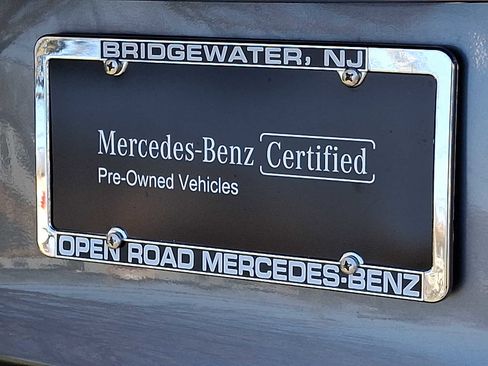 BRIDGEWATER, NJ
Mercedes-Benz Certified
Pre-Owned Vehicles
OPEN ROAD MERCEDES-BENZ